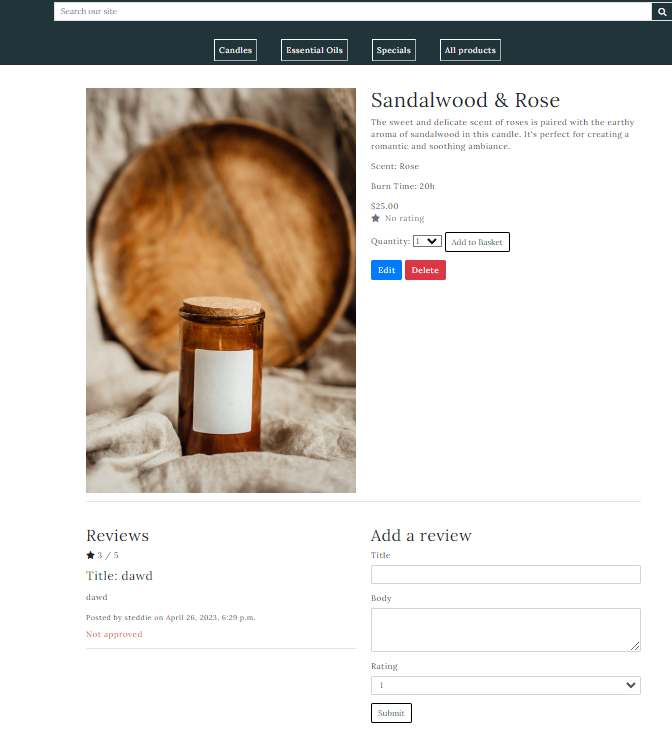 Search our site
Candles
Essential Oils
Specials
All products
Sandalwood & Rose
The sweet and delicate scent of roses is paired with the earthy
aroma of sandalwood in this candle. It's perfect for creating a
romantic and soothing ambiance.
Scent: Rose
Burn Time: 20h
$25.00
No rating
Quantity: 1 Add to Basket
Edit Delete
Reviews
3 / 5
Title: dawd
dawd
Posted by steddie on April 26, 2023, 6:29 p.m.
Not approved
Add a review
Title
Body
Rating
1
Submit